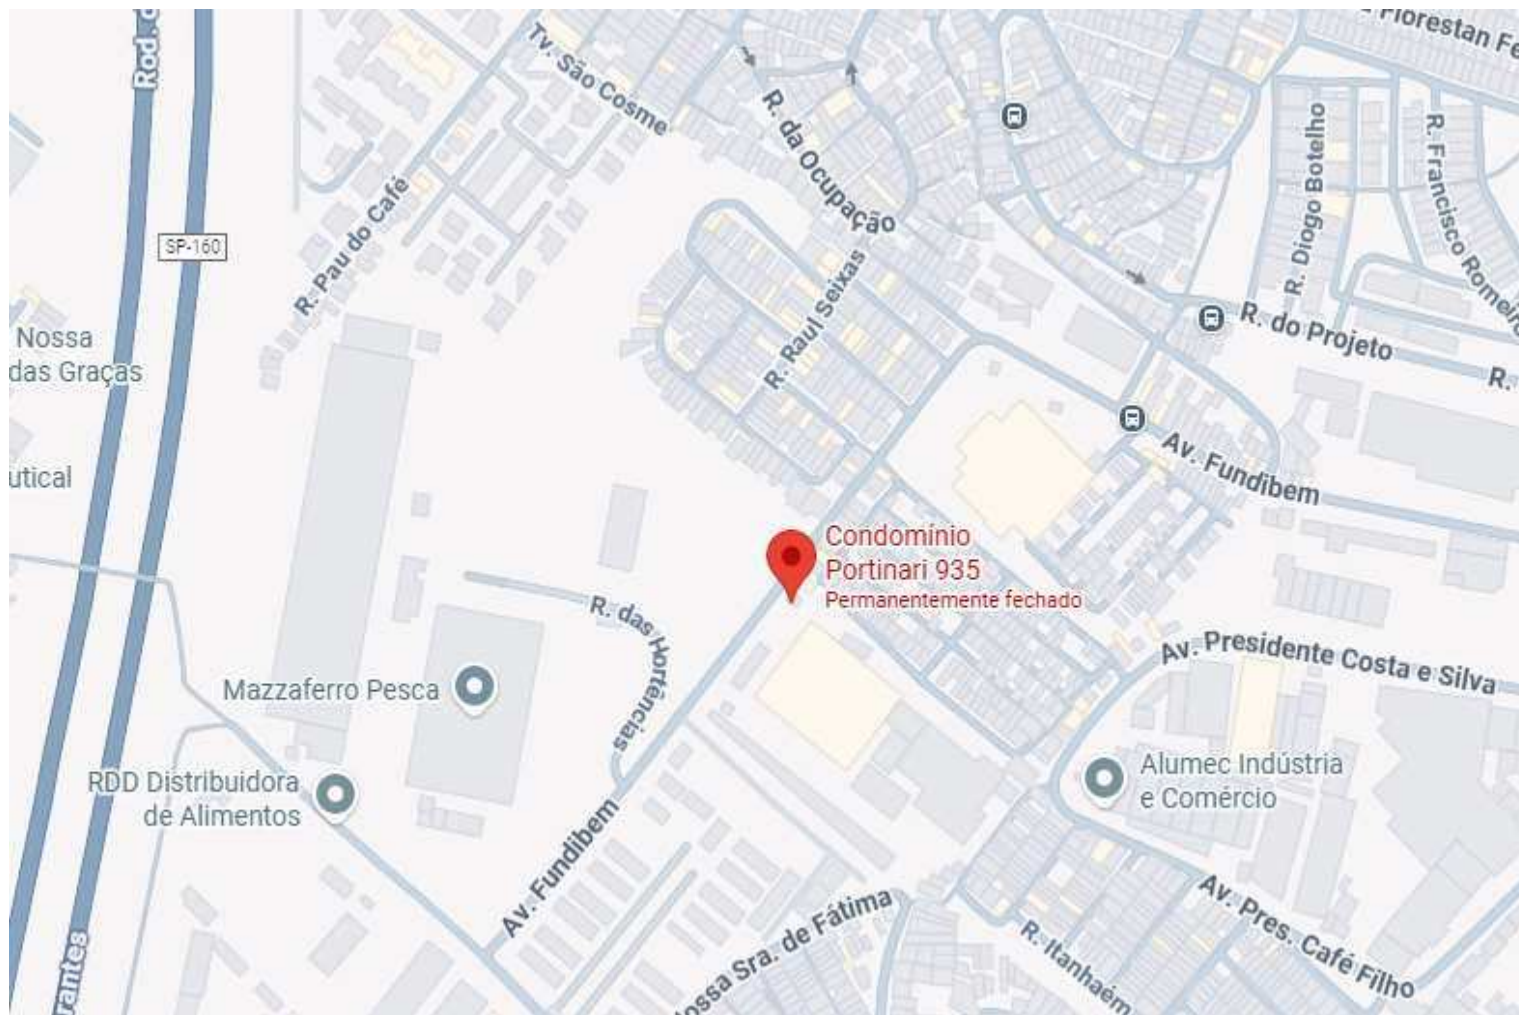 Rod. d
Florestan Fe
Tv. São Cosme
R. da Ocupação
R. Diogo Botelho
R. Francisco Romeiro
R. Pau do Café
SP-160
R. Raul Seixas
R. do Projeto
R.
Nossa
das Graças
utical
Av. Fundibem
Condomínio
Portinari 935
Permanentemente fechado
R. das Hortências
Av. Presidente Costa e Silva
Mazzaferro Pesca
RDD Distribuidora
de Alimentos
Alumec Indústria
e Comércio
Av. Fundibem
ossa Sra. de Fátima
Av. Pres. Café Filho
R. Itanhaém
rantes